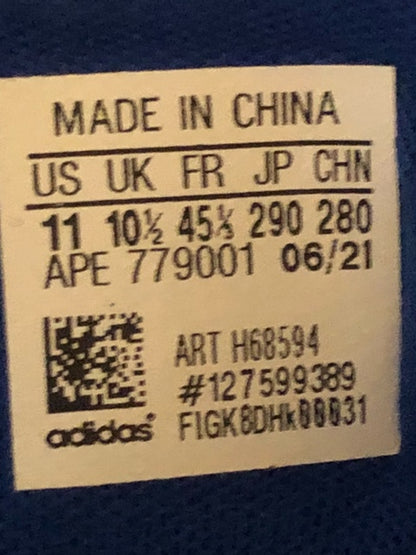 MADE IN CHINA
US UK FR JP CHN
11 10½ 45⅓ 290 280
APE 779001 06/21
ART H68594
#127599389
adidas